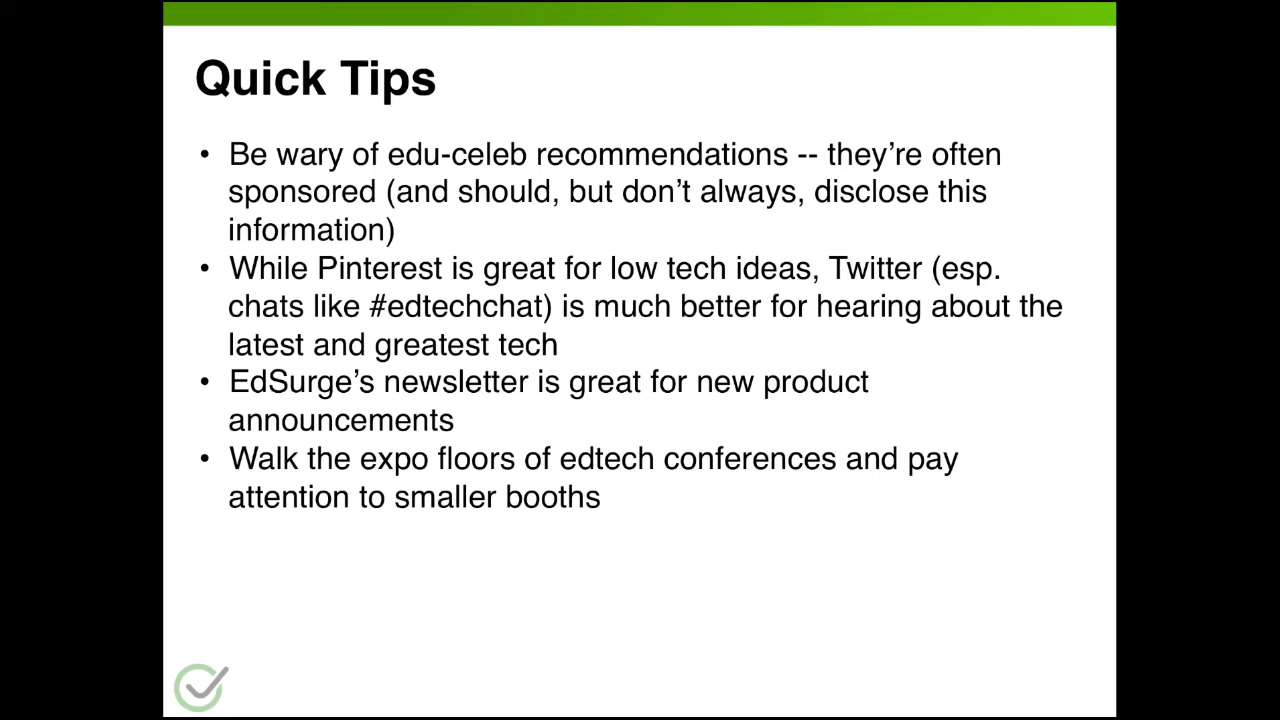 Quick Tips
• Be wary of edu-celeb recommendations -- they’re often
sponsored (and should, but don’t always, disclose this
information)
• While Pinterest is great for low tech ideas, Twitter (esp.
chats like #edtechchat) is much better for hearing about the
latest and greatest tech
• EdSurge’s newsletter is great for new product
announcements
• Walk the expo floors of edtech conferences and pay
attention to smaller booths